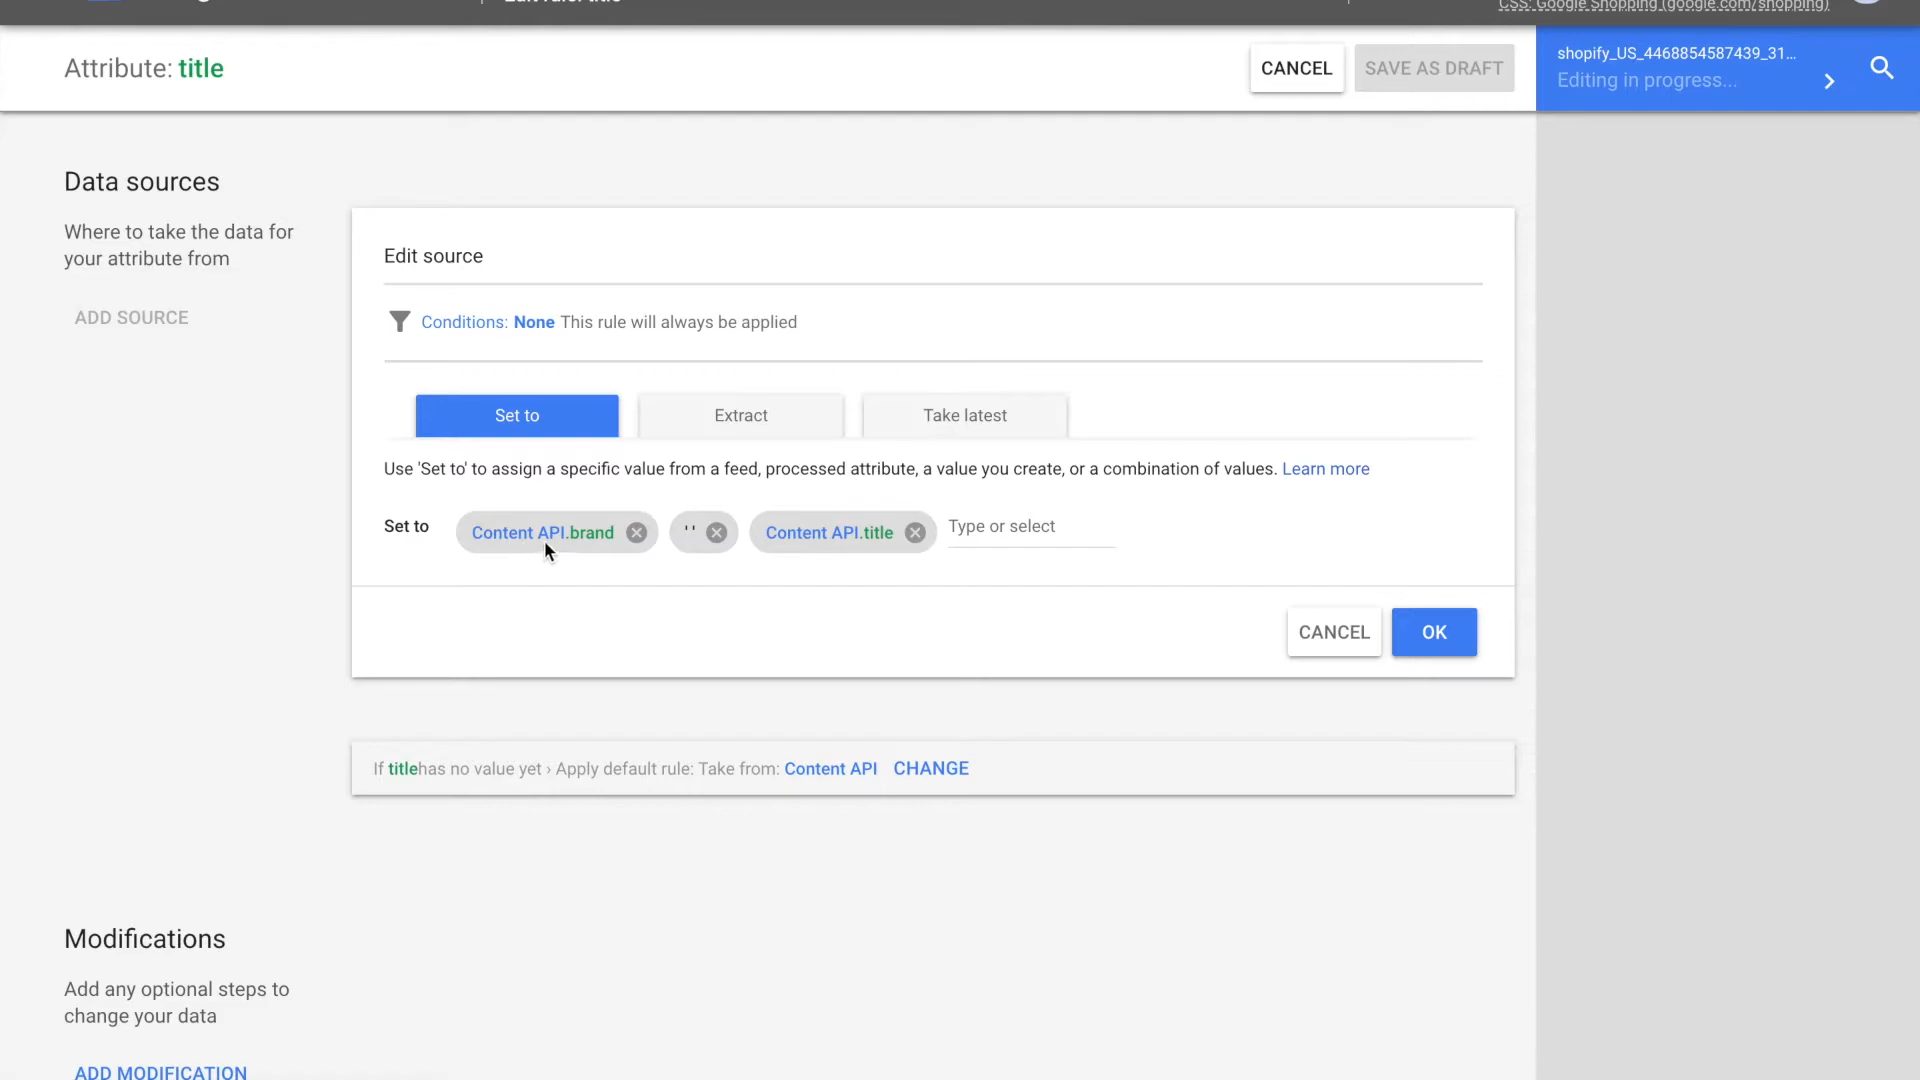 Edit rule: title
CSS: Google Shopping (google.com/shopping)
Attribute: title
CANCEL
SAVE AS DRAFT
shopify_US_4468854587439_31...
Editing in progress...
Data sources
Where to take the data for
your attribute from
ADD SOURCE
Edit source
Conditions: None This rule will always be applied
Set to
Extract
Take latest
Use 'Set to' to assign a specific value from a feed, processed attribute, a value you create, or a combination of values. Learn more
Set to
Content API.brand
' '
Content API.title
Type or select
CANCEL
OK
If titlehas no value yet › Apply default rule: Take from: Content API CHANGE
Modifications
Add any optional steps to
change your data
ADD MODIFICATION